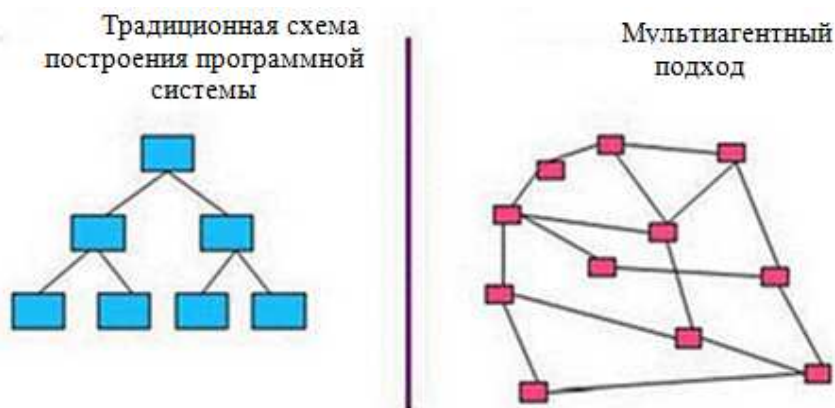 Традиционная схема
построения программной
системы
Мультиагентный
подход